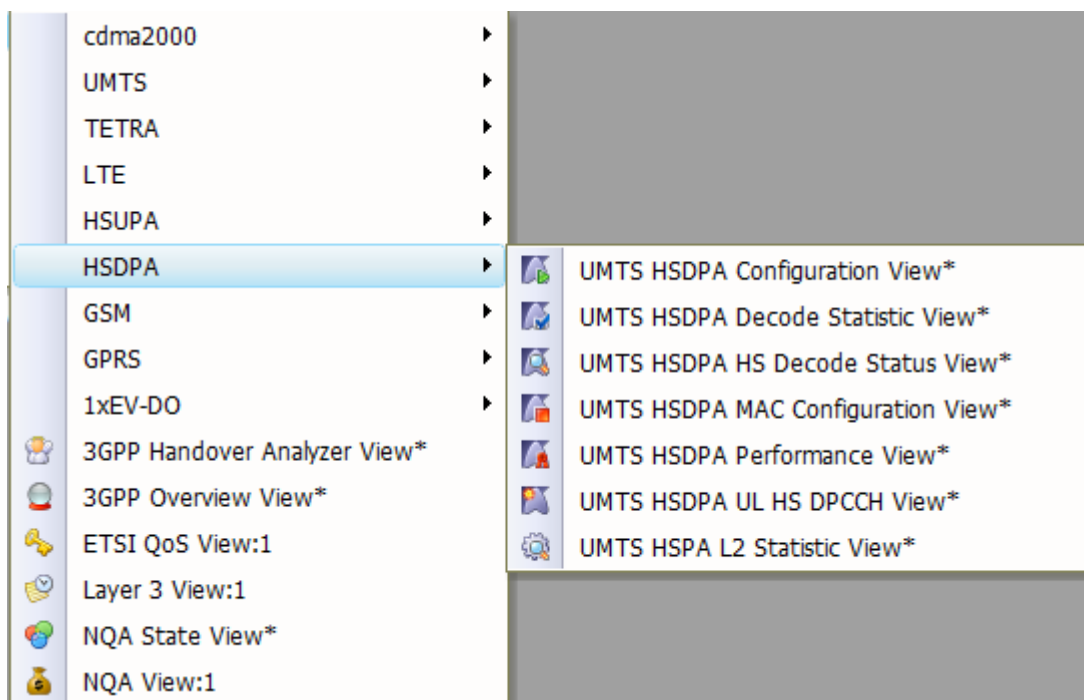 cdma2000
UMTS
TETRA
LTE
HSUPA
HSDPA
GSM
GPRS
1xEV-DO
3GPP Handover Analyzer View*
3GPP Overview View*
ETSI QoS View:1
Layer 3 View:1
NQA State View*
NQA View:1
UMTS HSDPA Configuration View*
UMTS HSDPA Decode Statistic View*
UMTS HSDPA HS Decode Status View*
UMTS HSDPA MAC Configuration View*
UMTS HSDPA Performance View*
UMTS HSDPA UL HS DPCCH View*
UMTS HSPA L2 Statistic View*